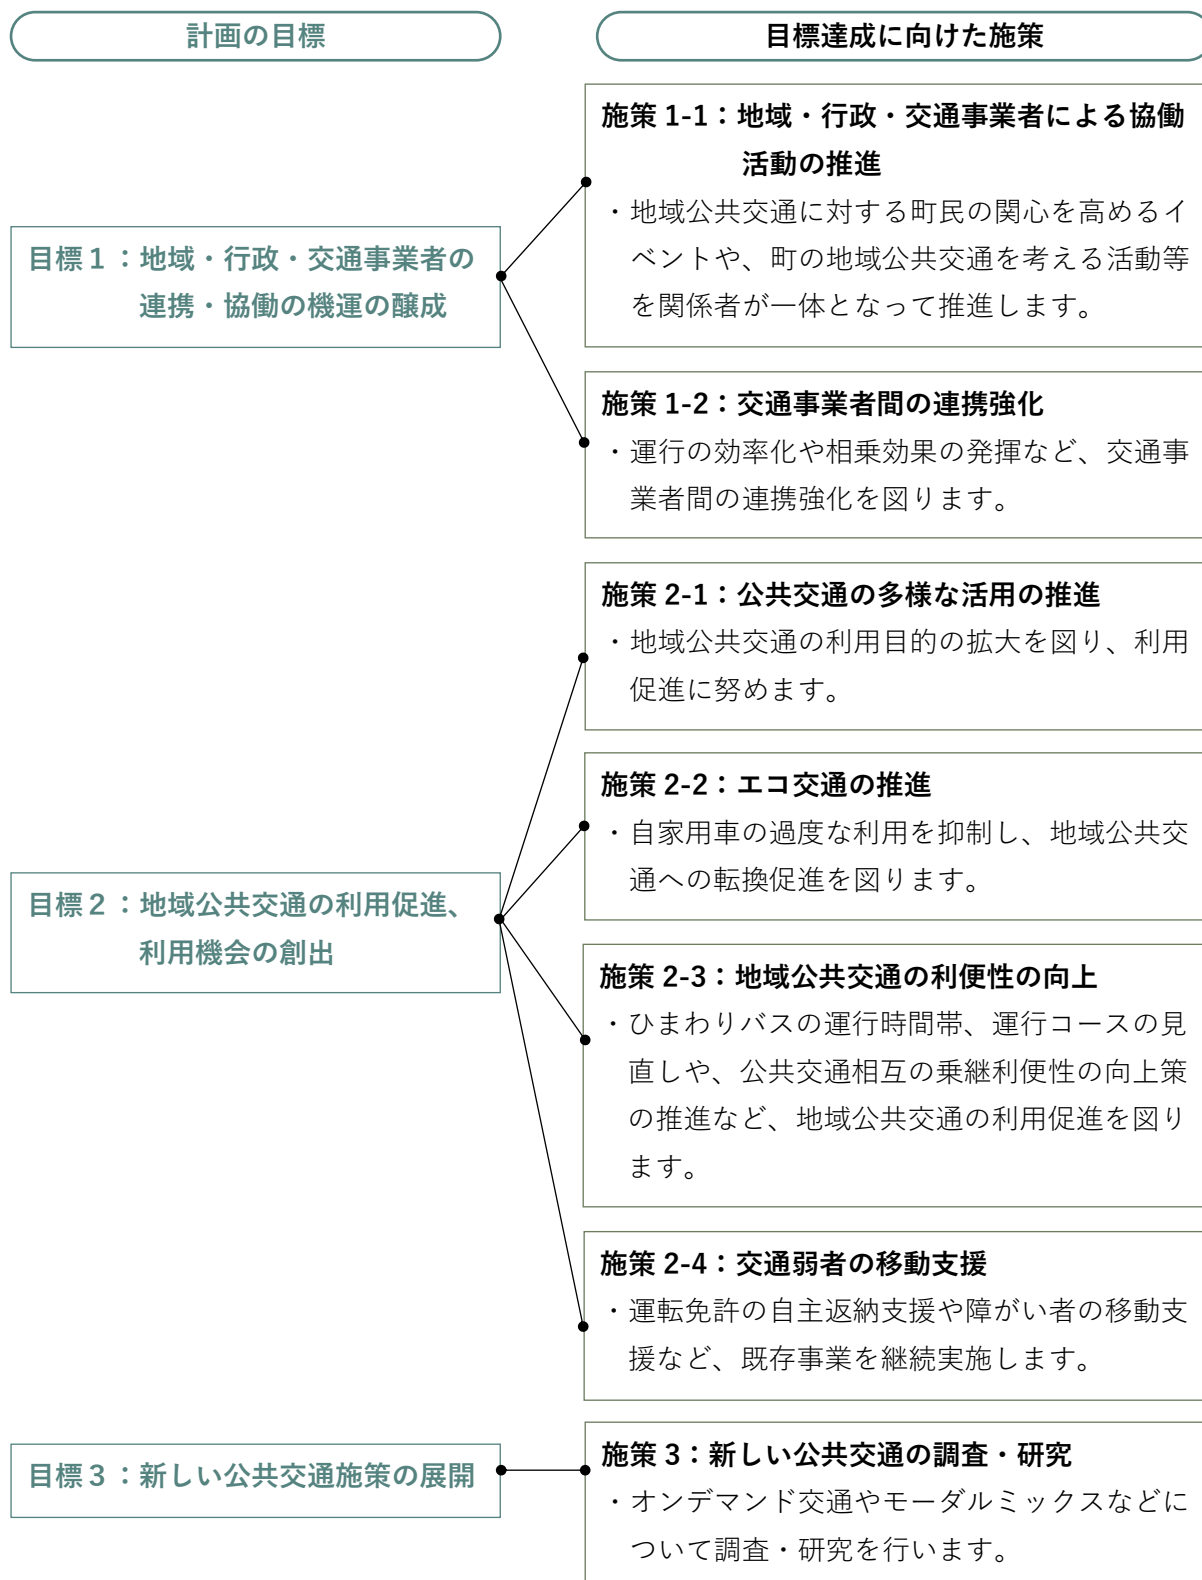 計画の目標
目標達成に向けた施策
目標1：地域・行政・交通事業者の
連携・協働の機運の醸成
施策 1-1：地域・行政・交通事業者による協働
活動の推進
・地域公共交通に対する町民の関心を高めるイ
ベントや、町の地域公共交通を考える活動等
を関係者が一体となって推進します。
施策 1-2：交通事業者間の連携強化
・運行の効率化や相乗効果の発揮など、交通事
業者間の連携強化を図ります。
目標2：地域公共交通の利用促進、
利用機会の創出
施策 2-1：公共交通の多様な活用の推進
・地域公共交通の利用目的の拡大を図り、利用
促進に努めます。
施策 2-2：エコ交通の推進
・自家用車の過度な利用を抑制し、地域公共交
通への転換促進を図ります。
施策 2-3：地域公共交通の利便性の向上
・ひまわりバスの運行時間帯、運行コースの見
直しや、公共交通相互の乗継利便性の向上策
の推進など、地域公共交通の利用促進を図り
ます。
施策 2-4：交通弱者の移動支援
・運転免許の自主返納支援や障がい者の移動支
援など、既存事業を継続実施します。
目標3：新しい公共交通施策の展開
施策 3：新しい公共交通の調査・研究
・オンデマンド交通やモーダルミックスなどに
ついて調査・研究を行います。